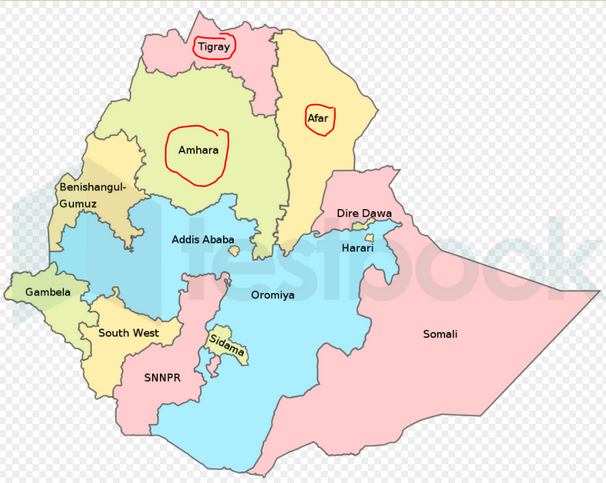 Tigray
Afar
Amhara
Benishangul-
Gumuz
Dire Dawa
Addis Ababa
Harari
Gambela
Oromiya
South West
Sidama
Somali
SNNPR
testbook